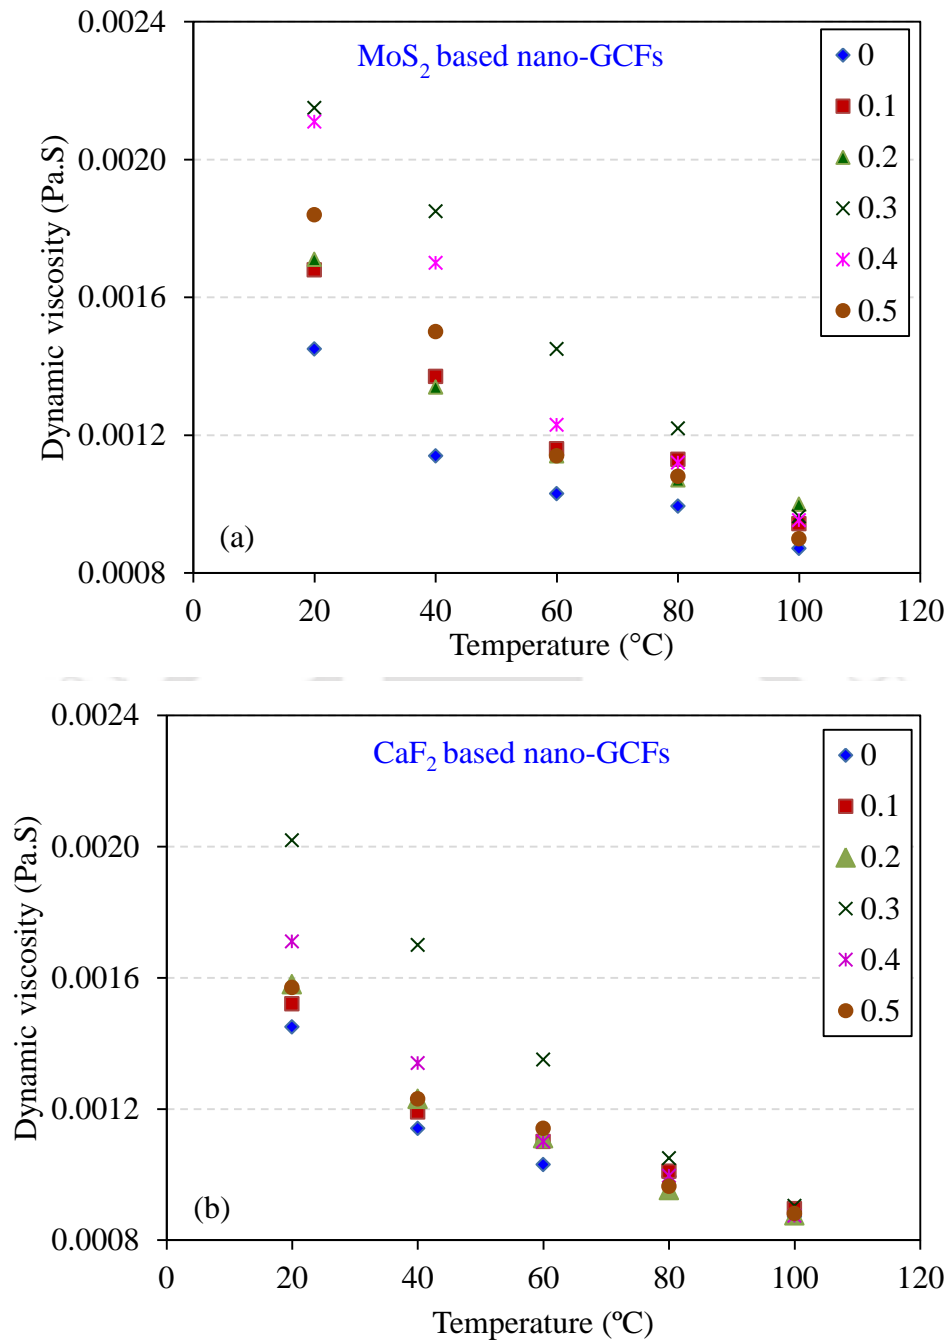 0.0024
MoS2 based nano-GCFs
0
0.1
0.2
0.3
0.4
0.5
0.0020
0.0016
0.0012
0.0008
Dynamic viscosity (Pa.S)
(a)
0 20 40 60 80 100 120
Temperature (°C)
0.0024
CaF2 based nano-GCFs
0
0.1
0.2
0.3
0.4
0.5
0.0020
0.0016
0.0012
0.0008
Dynamic viscosity (Pa.S)
(b)
0 20 40 60 80 100 120
Temperature (ºC)